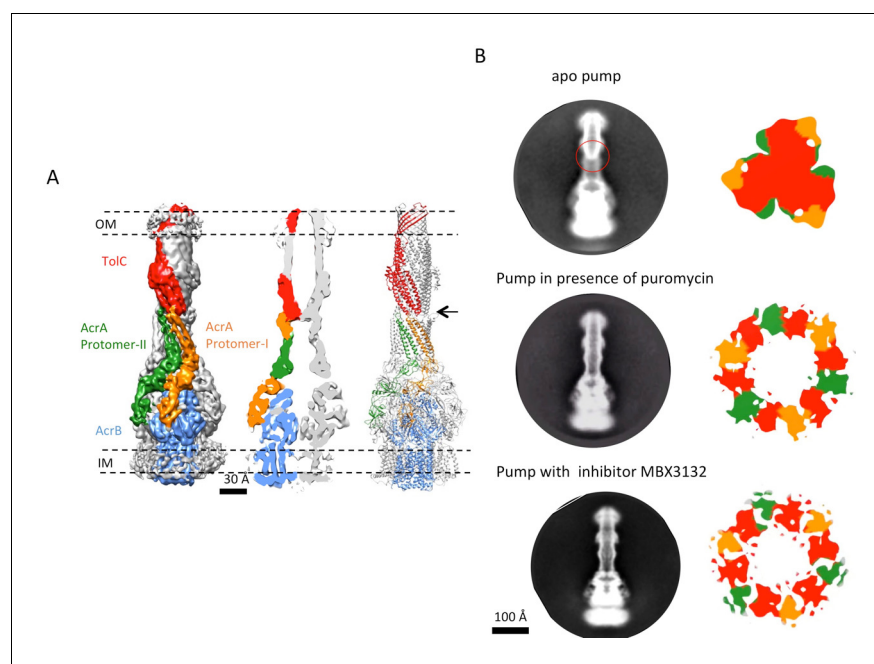 A
OM
TolC
AcrA
Protomer-II
AcrA
Protomer-I
AcrB
IM
30 Å
B
apo pump
Pump in presence of puromycin
Pump with inhibitor MBX3132
100 Å